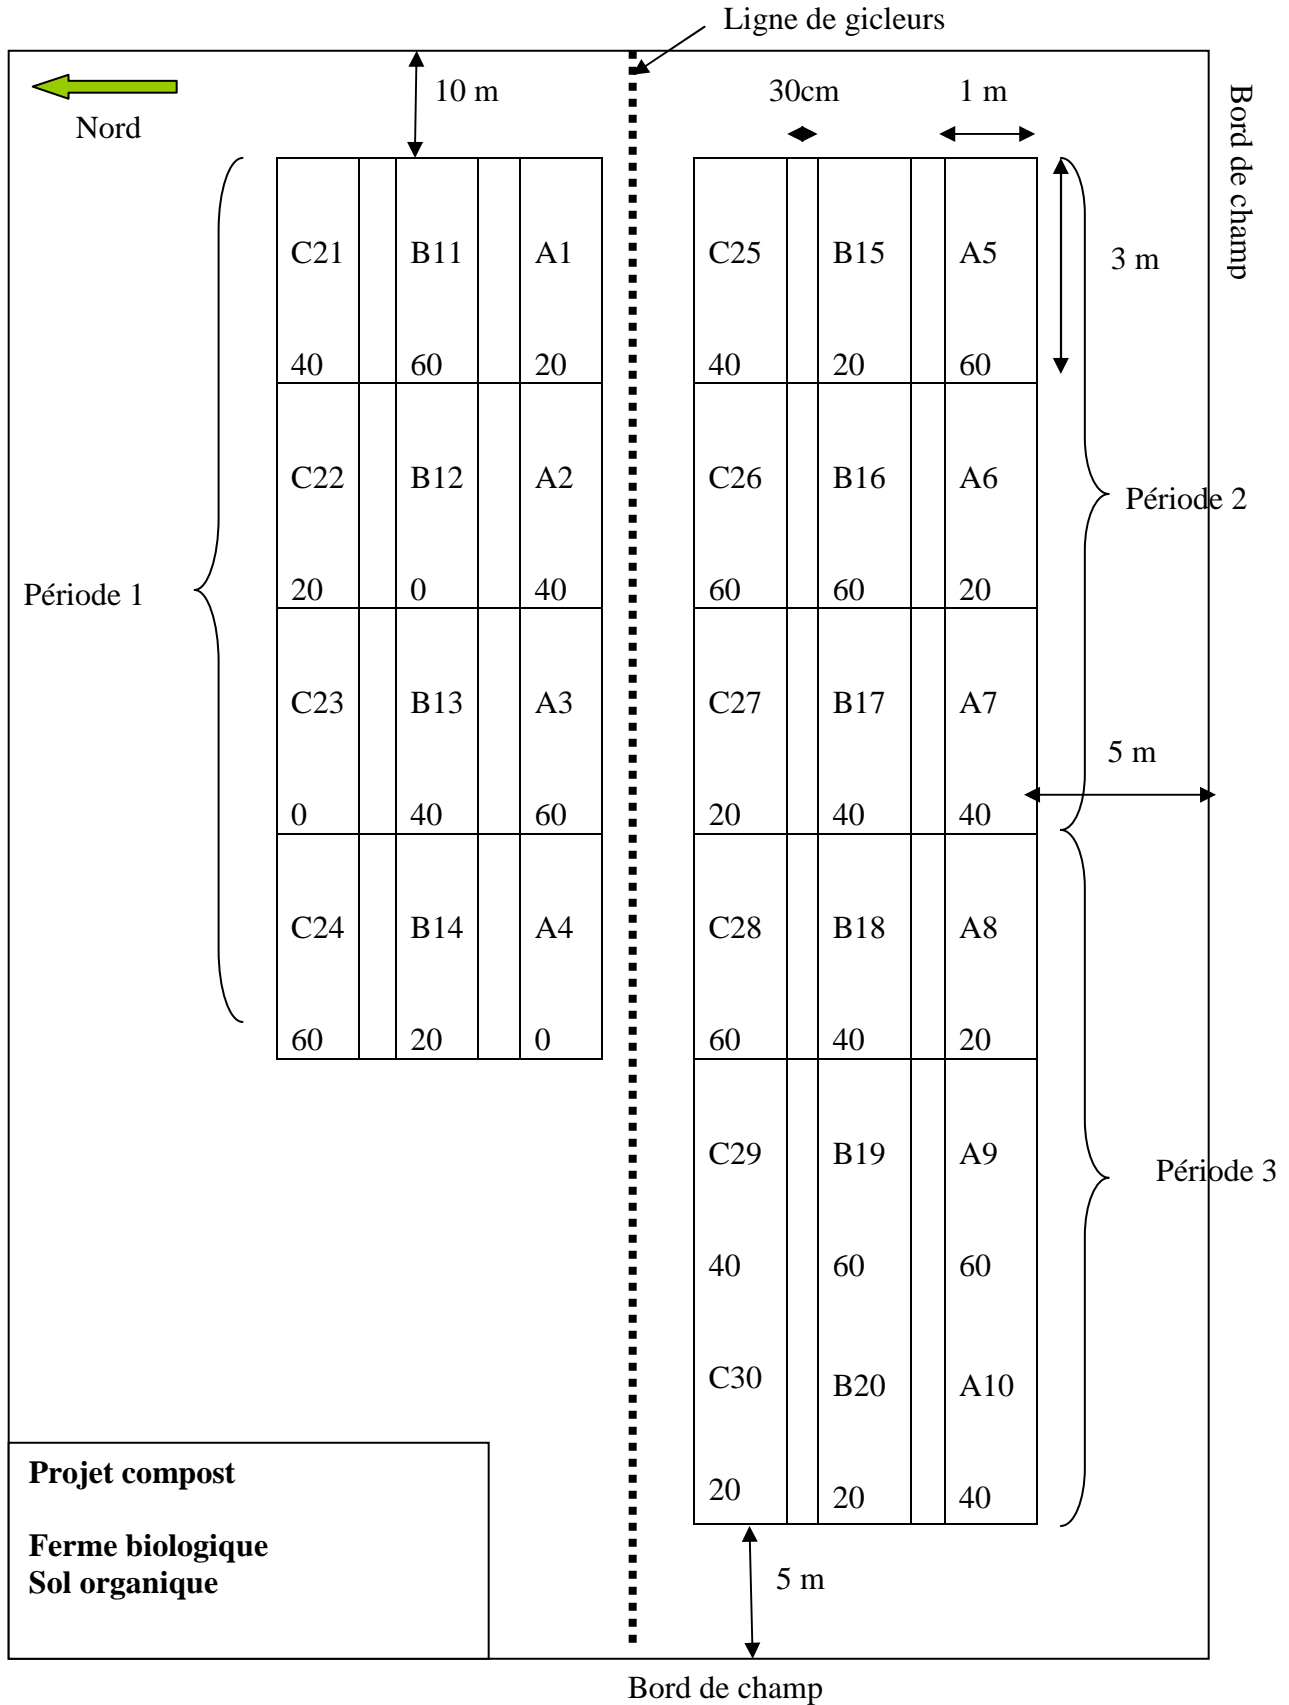 Ligne de gicleurs
10 m
30cm
1 m
Nord
Bord de champ
C21 B11 A1 C25 B15 A5
3 m
40 60 20 40 20 60
C22 B12 A2 C26 B16 A6
Période 2
20 0 40 60 60 20
Période 1
C23 B13 A3 C27 B17 A7
5 m
0 40 60 20 40 40
C24 B14 A4 C28 B18 A8
60 20 0 60 40 20
C29 B19 A9
Période 3
40 60 60
C30 B20 A10
20 20 40
Projet compost
Ferme biologique
Sol organique
5 m
Bord de champ